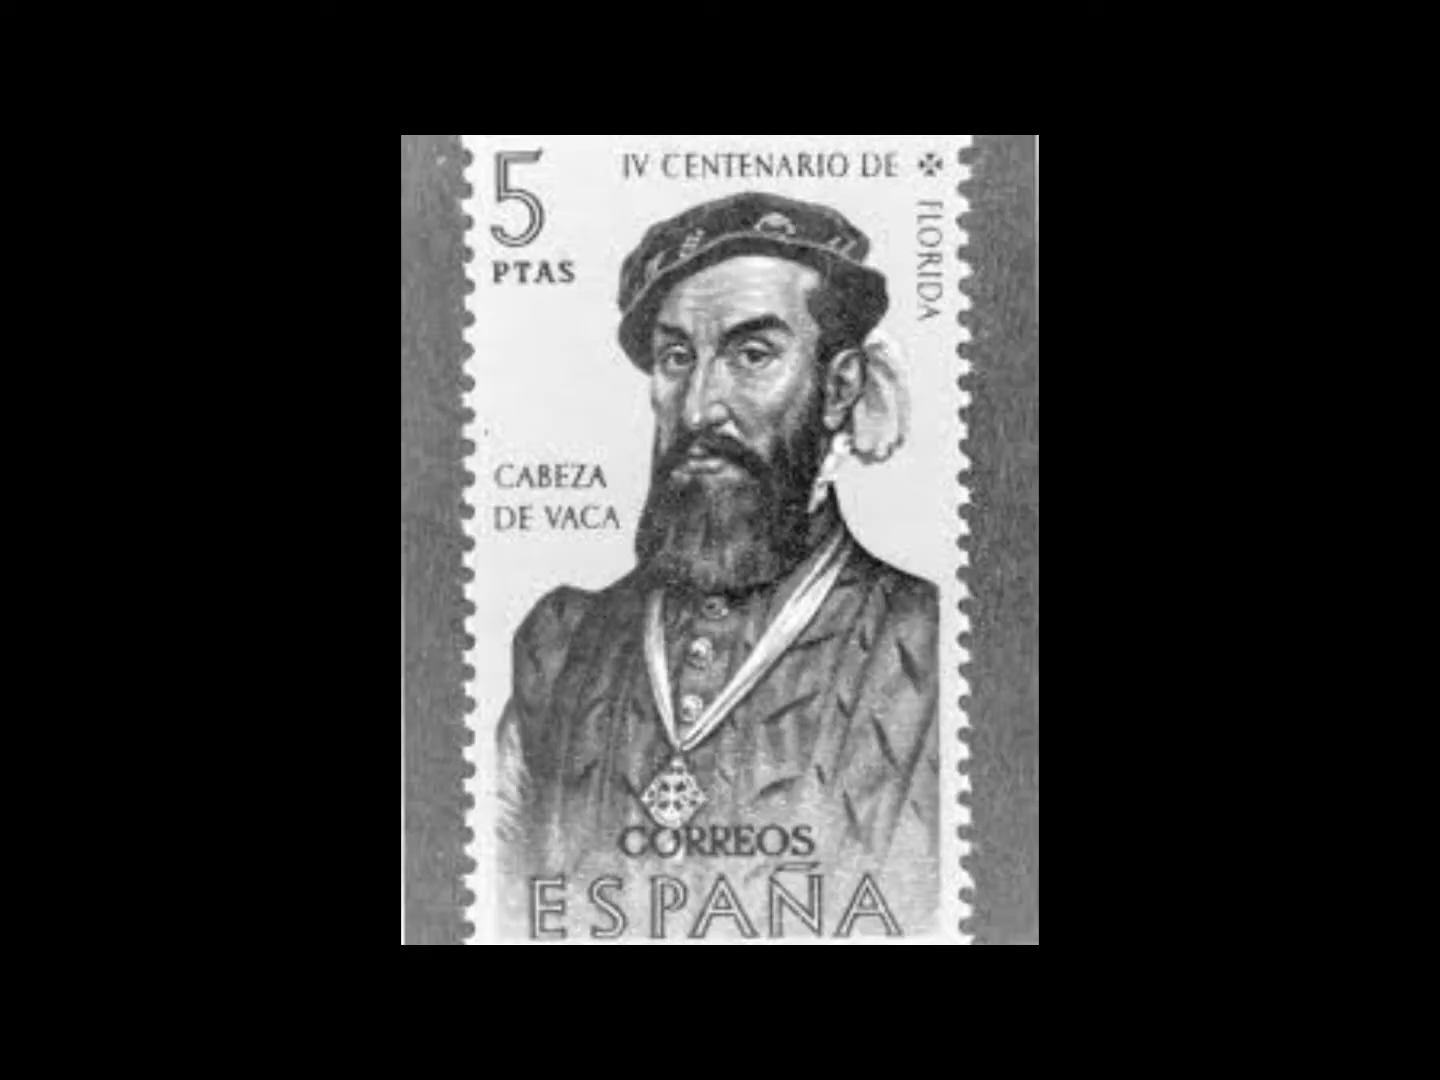 5
PTAS
IV CENTENARIO DE
FLORIDA
CABEZA
DE VACA
CORREOS
ESPAÑA